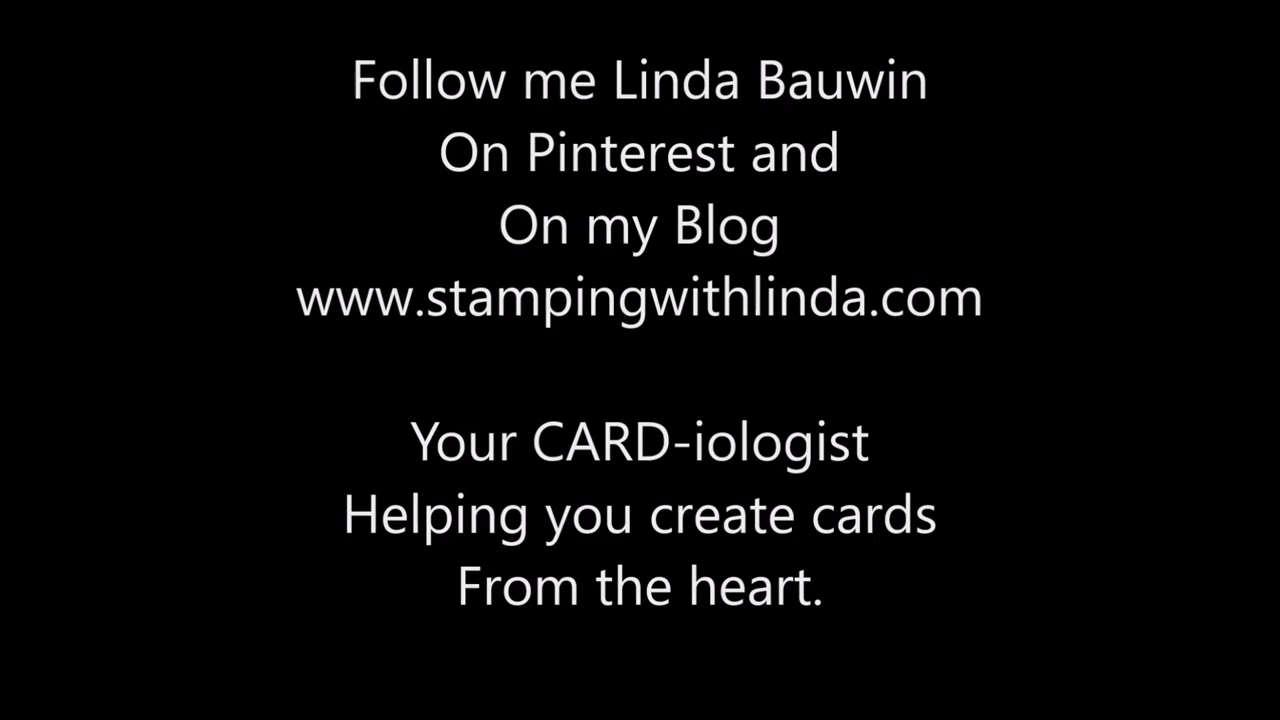 Follow me Linda Bauwin
On Pinterest and
On my Blog
www.stampingwithlinda.com
Your CARD-iologist
Helping you create cards
From the heart.